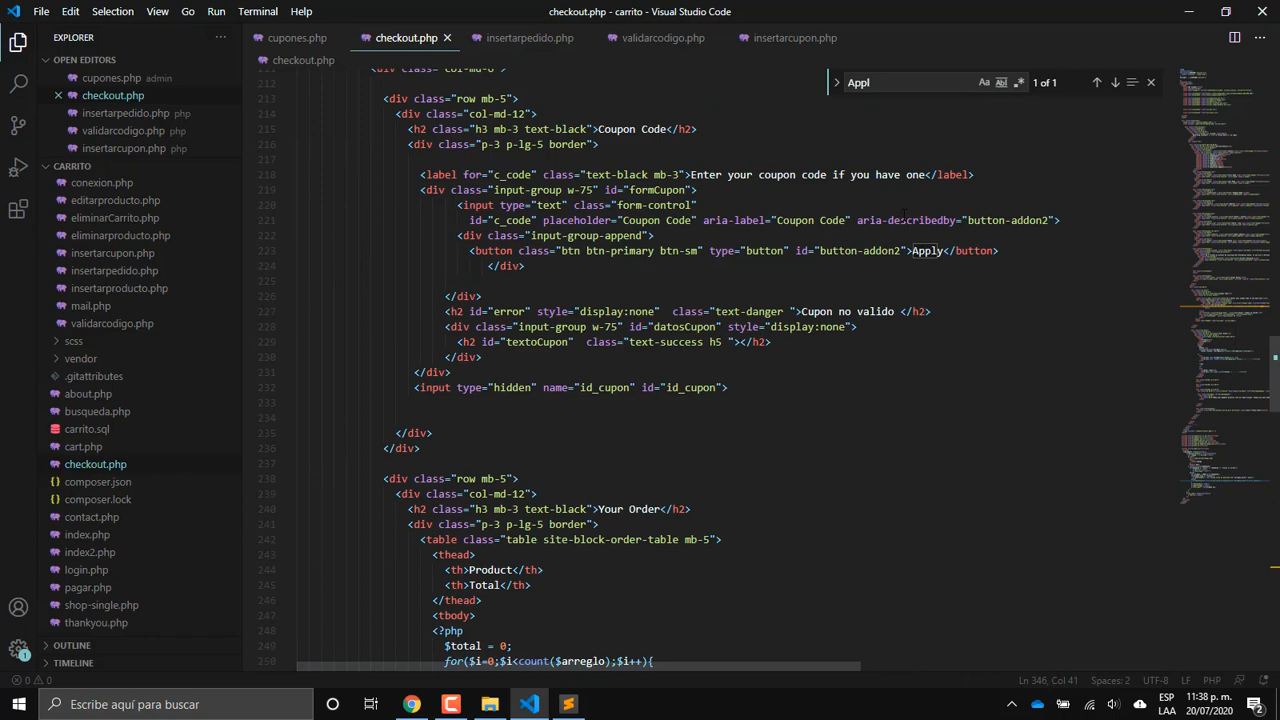 File Edit Selection View Go Run Terminal Help
checkout.php - carrito - Visual Studio Code
EXPLORER
OPEN EDITORS
cupones.php admin
checkout.php
insertarpedido.php php
validarcodigo.php php
insertarcupon.php php
CARRITO
conexion.php
editarproducto.php
eliminarCarrito.php
insertarcupon.php
insertarpedido.php
insertarproducto.php
mail.php
validarcodigo.php
scss
vendor
.gitattributes
about.php
busqueda.php
carrito.sql
cart.php
checkout.php
composer.json
composer.lock
contact.php
index.php
index2.php
login.php
pagar.php
shop-single.php
thankyou.php
OUTLINE
TIMELINE
cupones.php checkout.php insertarpedido.php validarcodigo.php insertarcupon.php
checkout.php
Appl Aa Abl 1 of 1
211 <div class="col-md-6">
212
213 <div class="row mb-5">
214 <div class="col-md-12">
215 <h2 class="h3 mb-3 text-black">Coupon Code</h2>
216 <div class="p-3 p-lg-5 border">
217
218 <label for="c_code" class="text-black mb-3">Enter your coupon code if you have one</label>
219 <div class="input-group w-75" id="formCupon">
220 <input type="text" class="form-control"
221 id="c_code" placeholder="Coupon Code" aria-label="Coupon Code" aria-describedby="button-addon2">
222 <div class="input-group-append">
223 <button class="btn btn-primary btn-sm" type="button" id="button-addon2">Apply</button>
224 </div>
225
226 </div>
227 <h2 id="error" style="display:none" class="text-danger ">Cupon no valido </h2>
228 <div class="input-group w-75" id="datosCupon" style="display:none">
229 <h2 id="textoCupon" class="text-success h5 "></h2>
230 </div>
231 </div>
232 <input type="hidden" name="id_cupon" id="id_cupon">
233
234
235 </div>
236 </div>
237
238 <div class="row mb-5">
239 <div class="col-md-12">
240 <h2 class="h3 mb-3 text-black">Your Order</h2>
241 <div class="p-3 p-lg-5 border">
242 <table class="table site-block-order-table mb-5">
243 <thead>
244 <th>Product</th>
245 <th>Total</th>
246 </thead>
247 <tbody>
248 <?php
249 $total = 0;
250 for($i=0;$i<count($arreglo);$i++){
0 0
Ln 346, Col 41 Spaces: 2 UTF-8 LF PHP
Escribe aquí para buscar
ESP
LAA
11:38 p. m.
20/07/2020
1
2